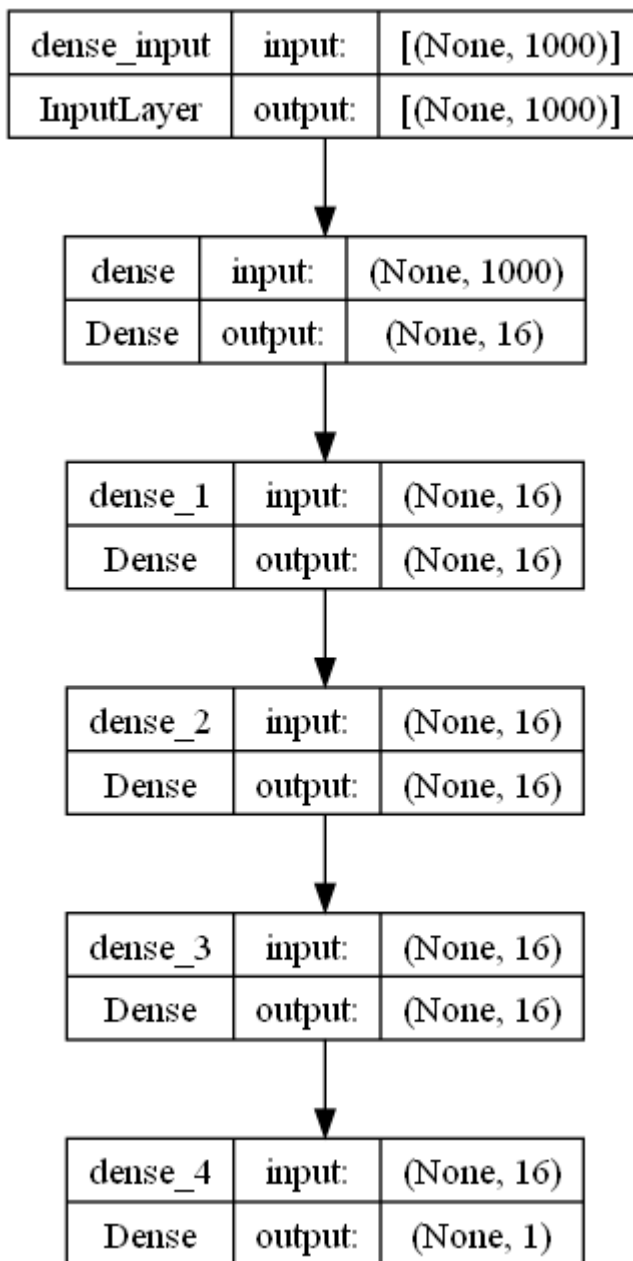 dense_input input: [(None, 1000)]
InputLayer output: [(None, 1000)]
dense input: (None, 1000)
Dense output: (None, 16)
dense_1 input: (None, 16)
Dense output: (None, 16)
dense_2 input: (None, 16)
Dense output: (None, 16)
dense_3 input: (None, 16)
Dense output: (None, 16)
dense_4 input: (None, 16)
Dense output: (None, 1)